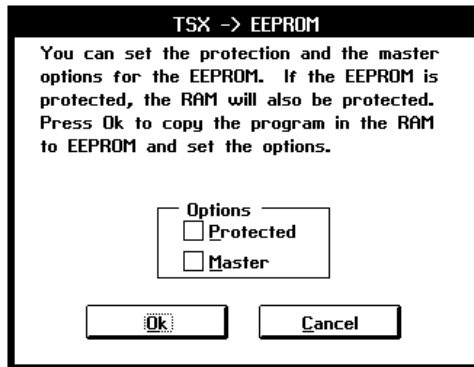 TSX -> EEPROM
You can set the protection and the master
options for the EEPROM. If the EEPROM is
protected, the RAM will also be protected.
Press Ok to copy the program in the RAM
to EEPROM and set the options.
Options
Protected
Master
Ok
Cancel